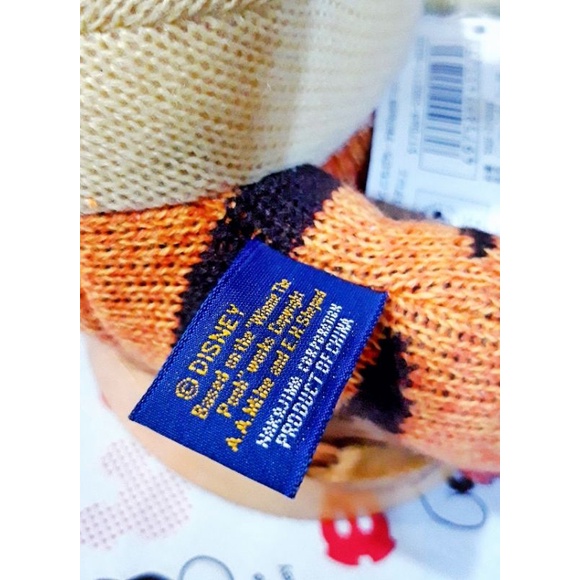 © DISNEY
Based on the "Winnie The
Pooh" works Copyright
A.A.Milne and E.H.Shepard
NAKAJIMA CORPORATION
PRODUCT OF CHINA